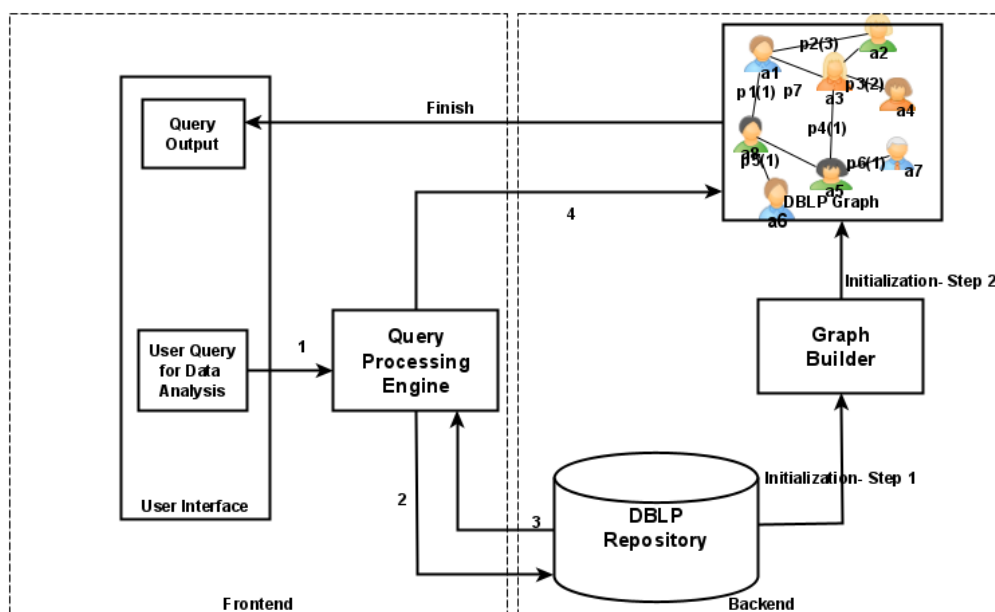 p2(3)
a2
a1
p1(1)
p7
a3
p3(2)
a4
p4(1)
a8
p5(1)
p6(1)
a7
a5
DBLP Graph
a6
Finish
Query
Output
4
Initialization- Step 2
User Query
for Data
Analysis
1
Query
Processing
Engine
Graph
Builder
2
3
DBLP
Repository
Initialization- Step 1
User Interface
Frontend
Backend